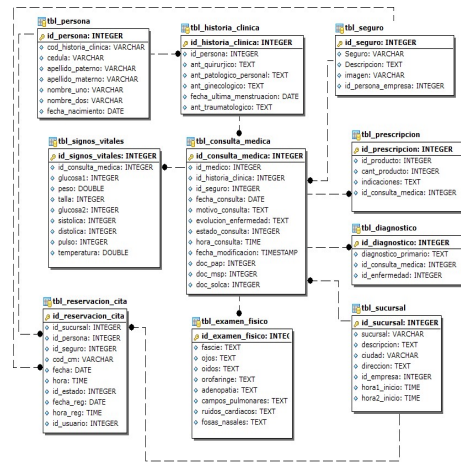 tbl_persona
id_persona: INTEGER
cod_historia_clinica: VARCHAR
cedula: VARCHAR
apellido_paterno: VARCHAR
apellido_materno: VARCHAR
nombre_uno: VARCHAR
nombre_dos: VARCHAR
fecha_nacimiento: DATE
tbl_historia_clinica
id_historia_clinica: INTEGER
id_persona: INTEGER
ant_quirurjico: TEXT
ant_patologico_personal: TEXT
ant_ginecologico: TEXT
fecha_ultima_menstruacion: DATE
ant_traumatologico: TEXT
tbl_seguro
id_seguro: INTEGER
Seguro: VARCHAR
Descripcion: TEXT
imagen: VARCHAR
id_persona_empresa: INTEGER
tbl_signos_vitales
id_signos_vitales: INTEGER
id_consulta_medica: INTEGER
glucosa1: INTEGER
peso: DOUBLE
talla: INTEGER
glucosa2: INTEGER
sistolica: INTEGER
distolica: INTEGER
pulso: INTEGER
temperatura: DOUBLE
tbl_consulta_medica
id_consulta_medica: INTEGER
id_medico: INTEGER
id_historia_clinica: INTEGER
id_seguro: INTEGER
fecha_consulta: DATE
motivo_consulta: TEXT
evolucion_enfermedad: TEXT
estado_consulta: INTEGER
hora_consulta: TIME
fecha_modificacion: TIMESTAMP
doc_pap: INTEGER
doc_msp: INTEGER
doc_solca: INTEGER
tbl_prescripcion
id_prescripcion: INTEGER
id_producto: INTEGER
cant_producto: INTEGER
indicaciones: TEXT
id_consulta_medica: INTEGER
tbl_diagnostico
id_diagnostico: INTEGER
diagnostico_primario: TEXT
id_consulta_medica: INTEGER
id_enfermedad: INTEGER
tbl_reservacion_cita
id_reservacion_cita
id_sucursal: INTEGER
id_persona: INTEGER
id_seguro: INTEGER
cod_cm: VARCHAR
fecha: DATE
hora: TIME
id_estado: INTEGER
fecha_reg: DATE
hora_reg: TIME
id_usuario: INTEGER
tbl_examen_fisico
id_examen_fisico: INTEG
fascie: TEXT
ojos: TEXT
oidos: TEXT
orofaringe: TEXT
adenopatia: TEXT
campos_pulmonares: TEXT
ruidos_cardiacos: TEXT
fosas_nasales: TEXT
tbl_sucursal
id_sucursal: INTEGER
sucursal: VARCHAR
descripcion: TEXT
ciudad: VARCHAR
direccion: TEXT
id_empresa: INTEGER
hora1_inicio: TIME
hora2_inicio: TIME